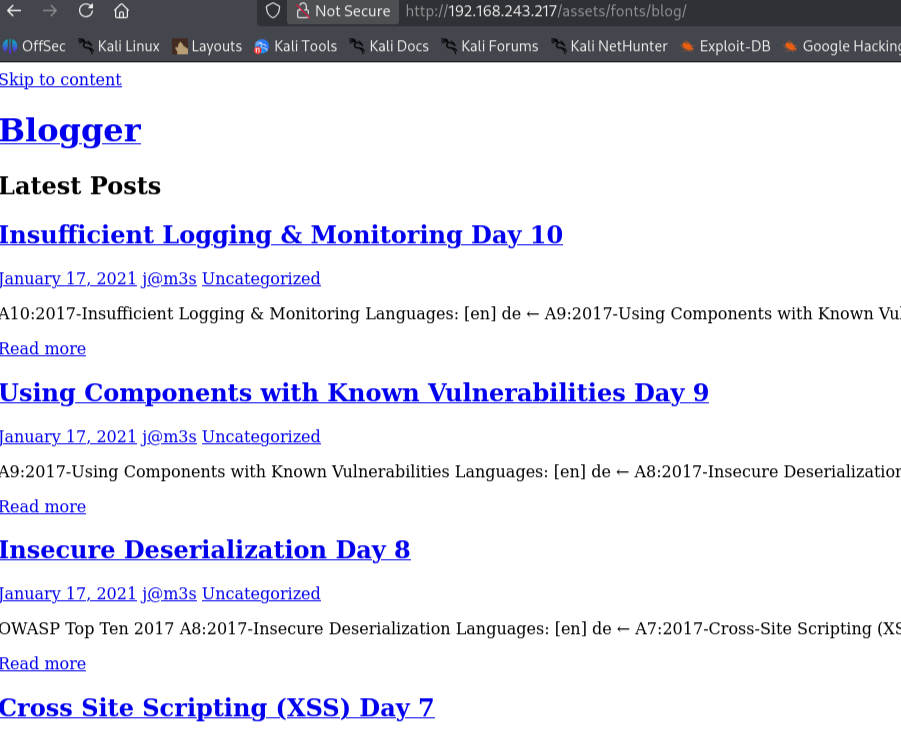 Not Secure http://192.168.243.217/assets/fonts/blog/
OffSec Kali Linux Layouts Kali Tools Kali Docs Kali Forums Kali NetHunter Exploit-DB Google Hacking
Skip to content
Blogger
Latest Posts
Insufficient Logging & Monitoring Day 10
January 17, 2021 j@m3s Uncategorized
A10:2017-Insufficient Logging & Monitoring Languages: [en] de ← A9:2017-Using Components with Known Vul
Read more
Using Components with Known Vulnerabilities Day 9
January 17, 2021 j@m3s Uncategorized
A9:2017-Using Components with Known Vulnerabilities Languages: [en] de ← A8:2017-Insecure Deserialization
Read more
Insecure Deserialization Day 8
January 17, 2021 j@m3s Uncategorized
OWASP Top Ten 2017 A8:2017-Insecure Deserialization Languages: [en] de ← A7:2017-Cross-Site Scripting (XS
Read more
Cross Site Scripting (XSS) Day 7